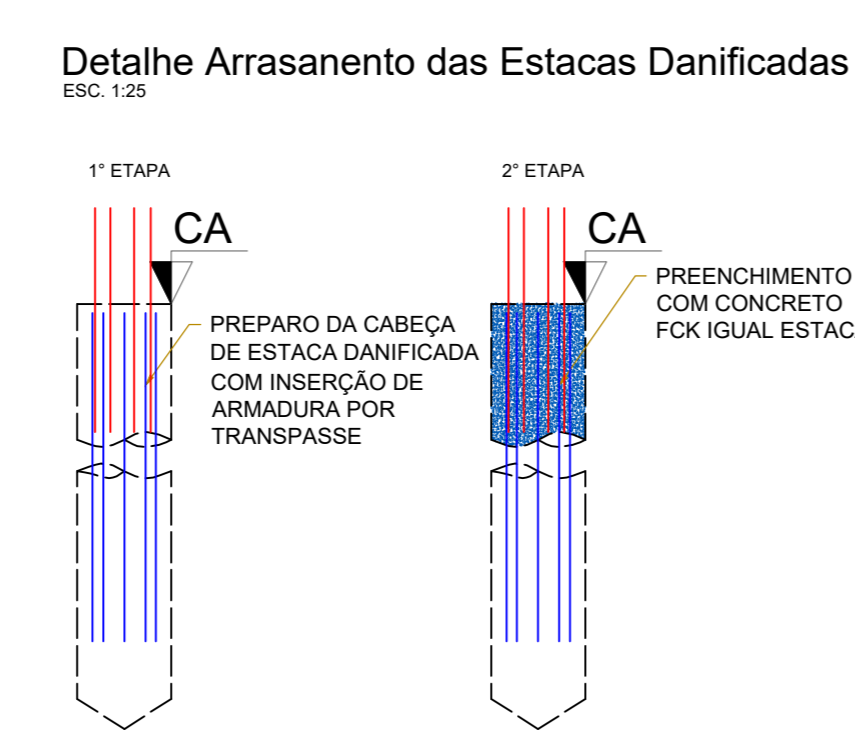 Detalhe Arrasanento das Estacas Danificadas
ESC. 1:25
1° ETAPA
CA
PREPARO DA CABEÇA
DE ESTACA DANIFICADA
COM INSERÇÃO DE
ARMADURA POR
TRANSPASSE
2° ETAPA
CA
PREENCHIMENTO
COM CONCRETO
FCK IGUAL